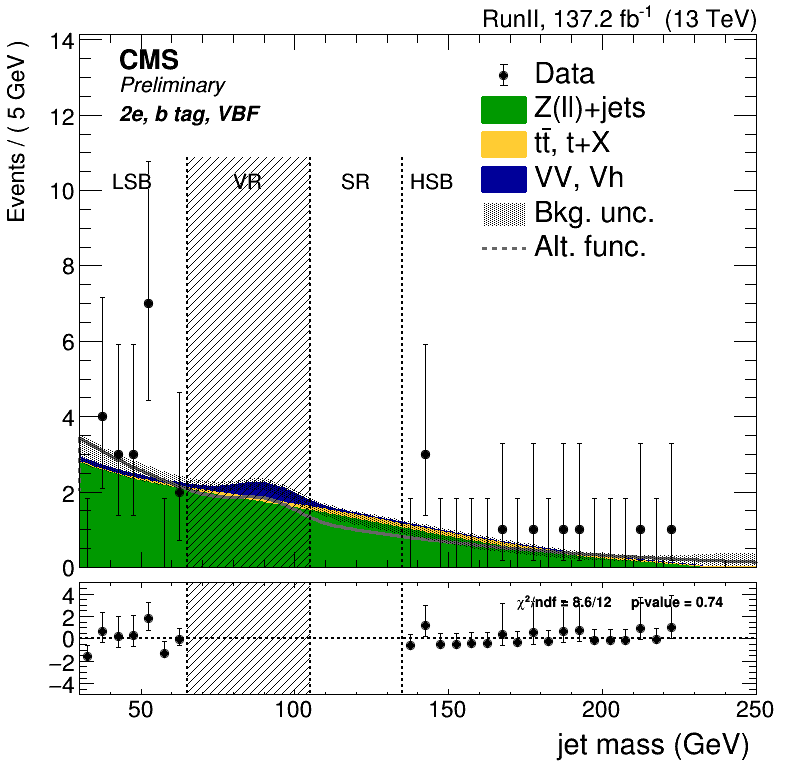 RunII, 137.2 fb⁻¹ (13 TeV)
Events / ( 5 GeV )
14
12
10
8
6
4
2
0
CMS
Preliminary
2e, b tag, VBF
LSB
VR
SR
HSB
Data
Z(ll)+jets
tt̄, t+X
VV, Vh
Bkg. unc.
Alt. func.
4
2
0
−2
−4
χ²/ndf = 8.6/12 p-value = 0.74
50 100 150 200 250
jet mass (GeV)